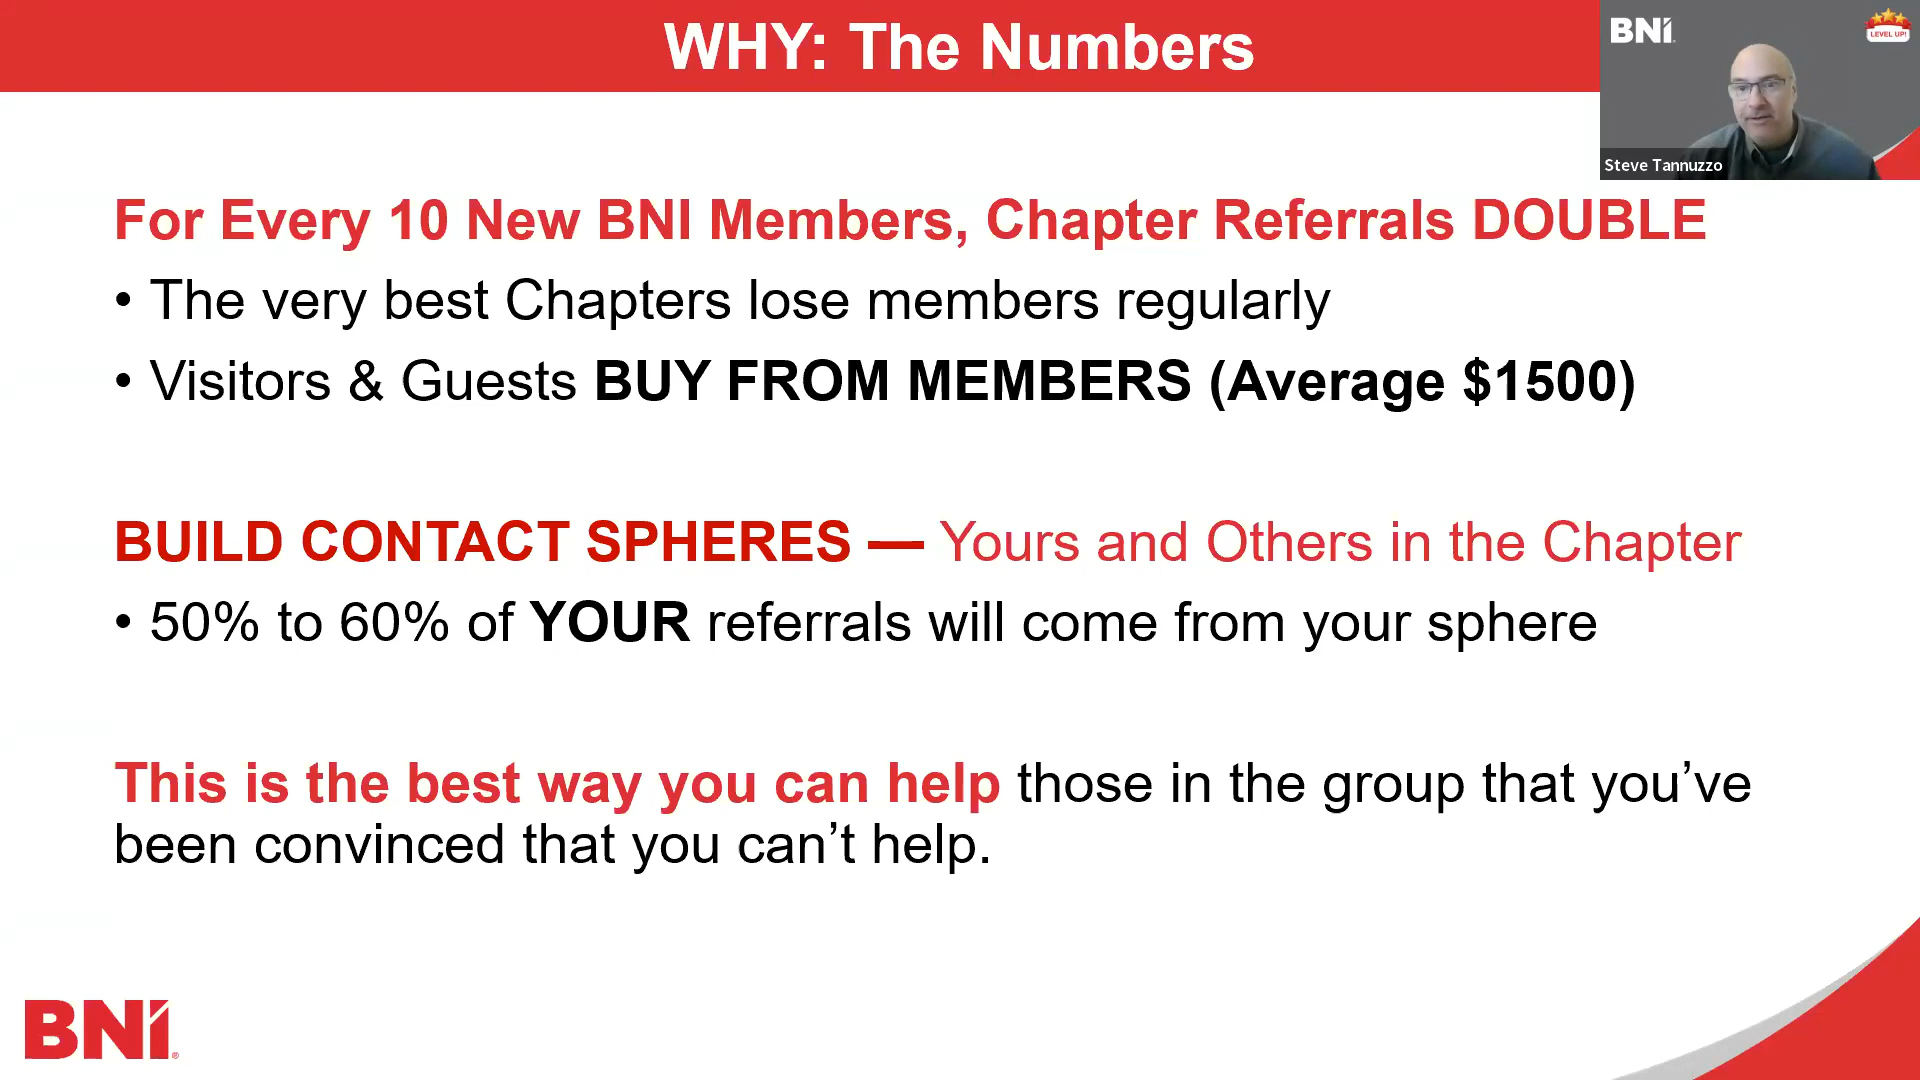 WHY: The Numbers
BNI
LEVEL UP!
Steve Tannuzzo
For Every 10 New BNI Members, Chapter Referrals DOUBLE
• The very best Chapters lose members regularly
• Visitors & Guests BUY FROM MEMBERS (Average $1500)
BUILD CONTACT SPHERES — Yours and Others in the Chapter
• 50% to 60% of YOUR referrals will come from your sphere
This is the best way you can help those in the group that you’ve
been convinced that you can’t help.
BNI®